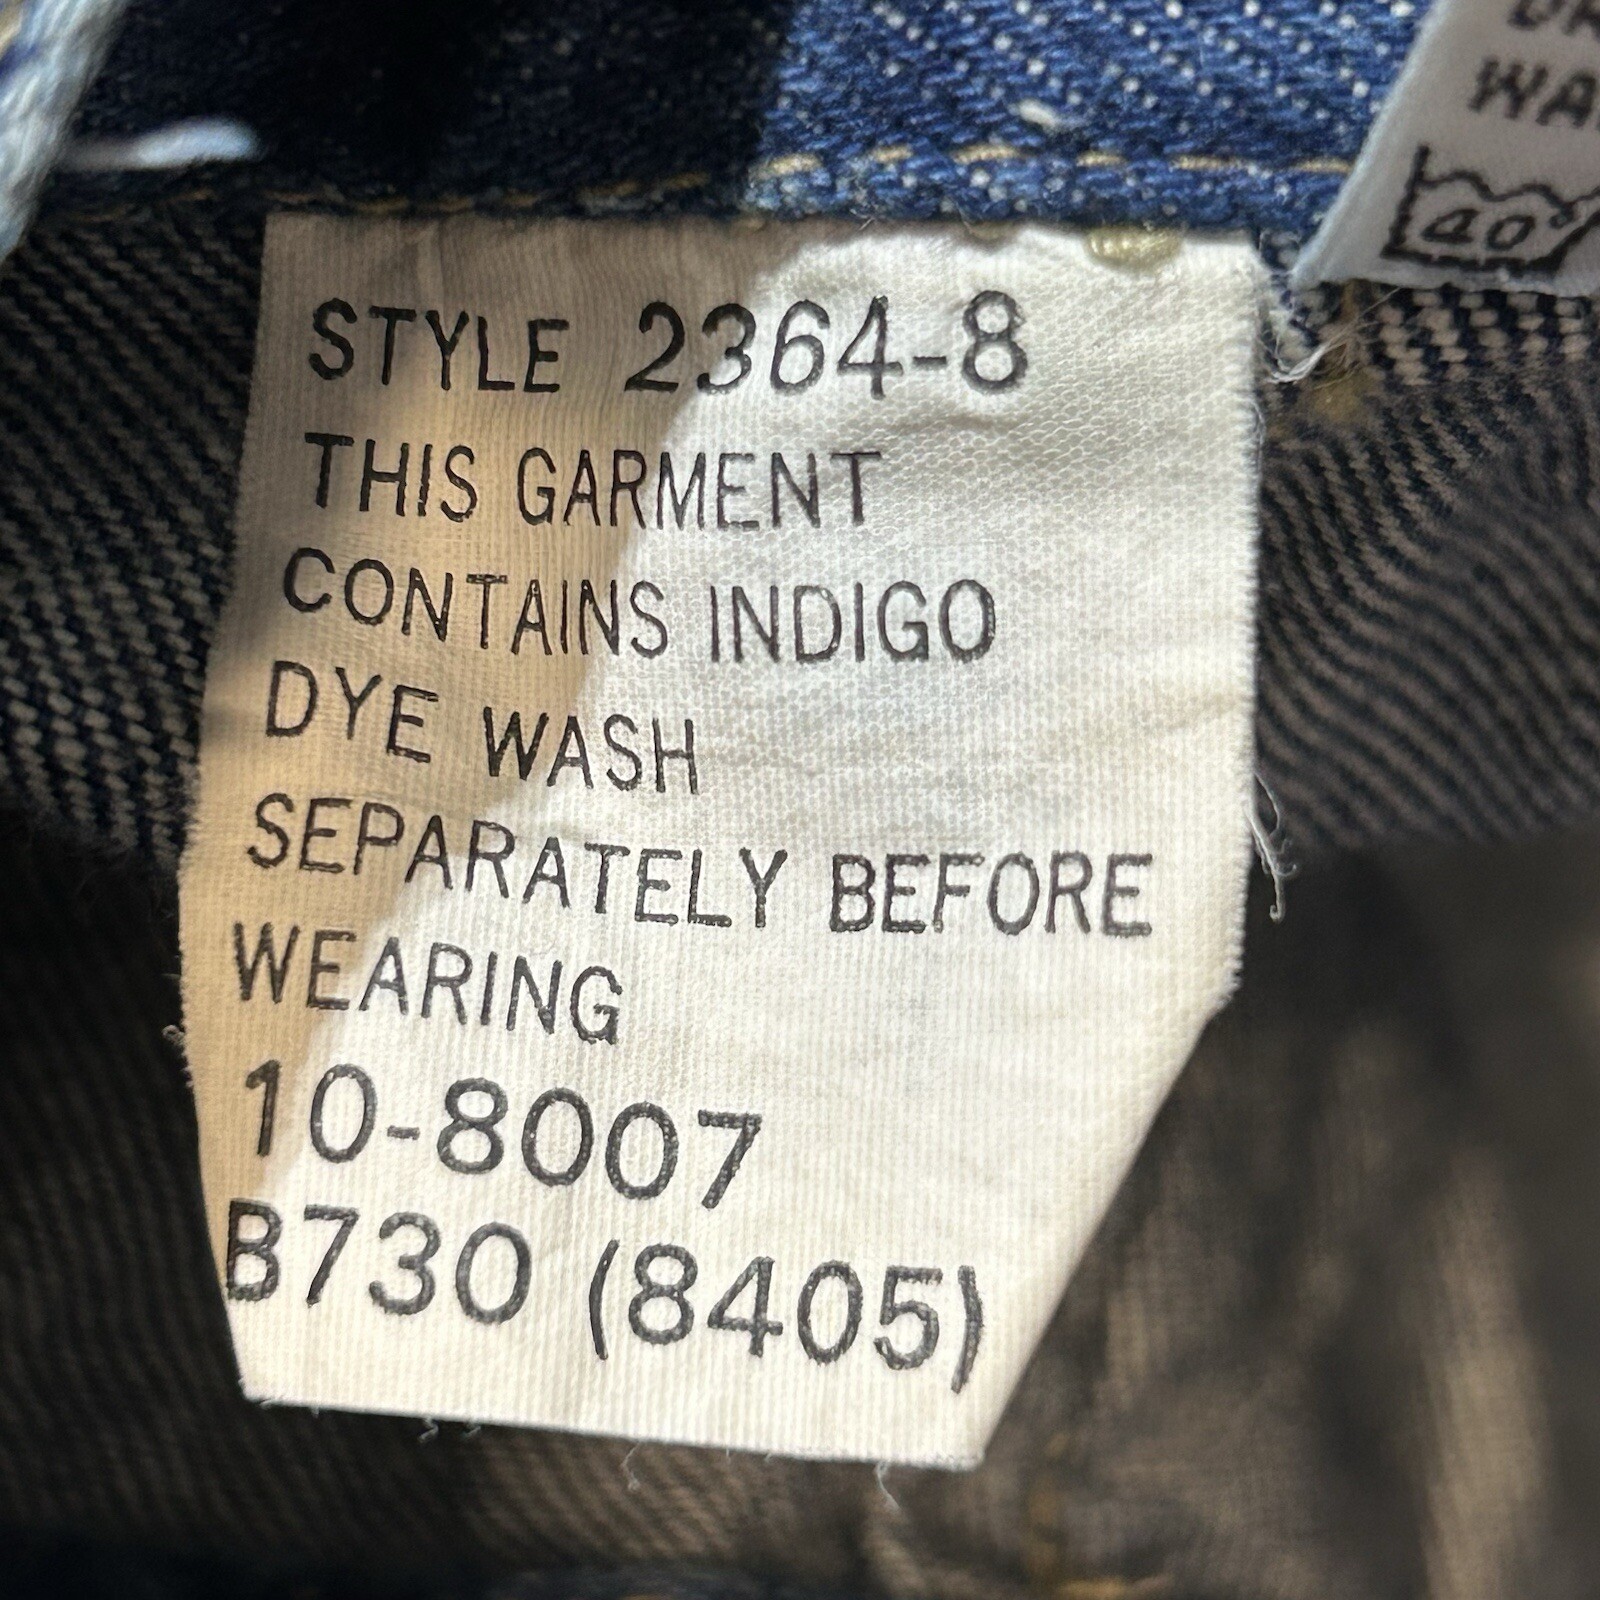 STYLE 2364-8
THIS GARMENT
CONTAINS INDIGO
DYE WASH
SEPARATELY BEFORE
WEARING
10-8007
B730 (8405)
WA
40°